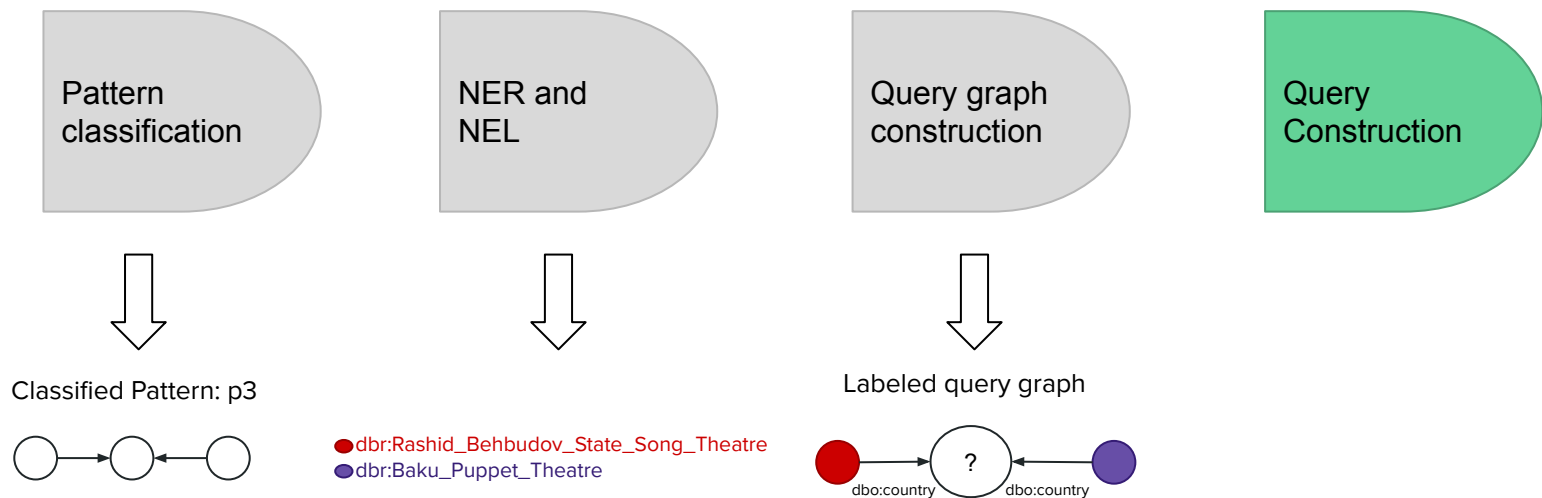 Pattern
classification
NER and
NEL
Query graph
construction
Query
Construction
Classified Pattern: p3
dbr:Rashid_Behbudov_State_Song_Theatre
dbr:Baku_Puppet_Theatre
Labeled query graph
?
dbo:country
dbo:country